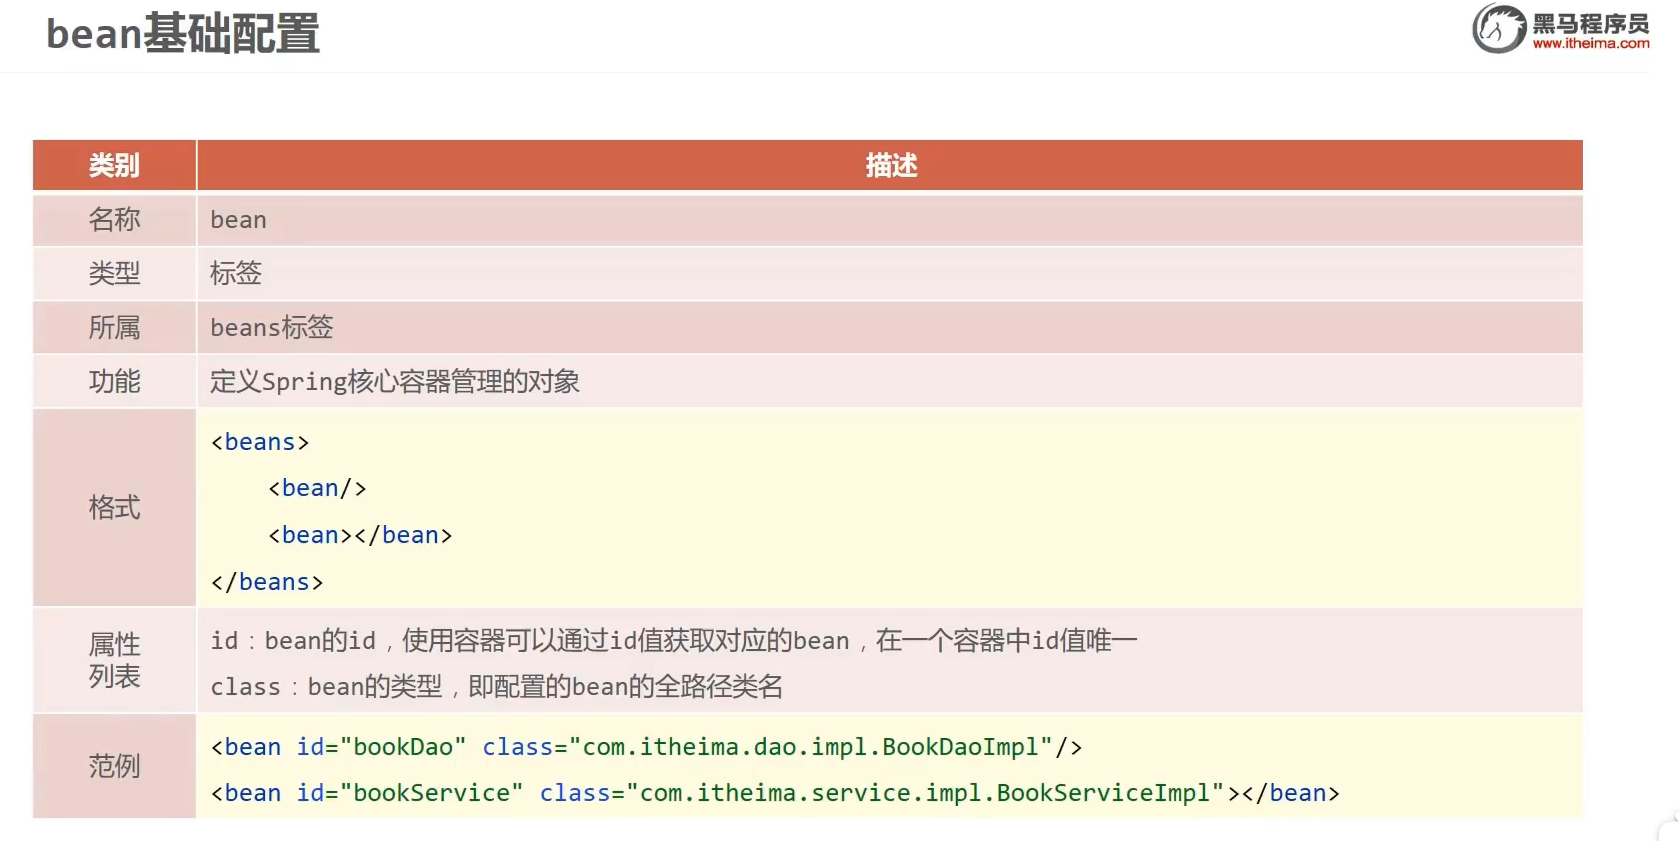 bean基础配置
黑马程序员
www.itheima.com
类别 描述
名称 bean
类型 标签
所属 beans标签
功能 定义Spring核心容器管理的对象
格式
<beans>
    <bean/>
    <bean></bean>
</beans>
属性
列表
id：bean的id，使用容器可以通过id值获取对应的bean，在一个容器中id值唯一
class：bean的类型，即配置的bean的全路径类名
范例
<bean id="bookDao" class="com.itheima.dao.impl.BookDaoImpl"/>
<bean id="bookService" class="com.itheima.service.impl.BookServiceImpl"></bean>